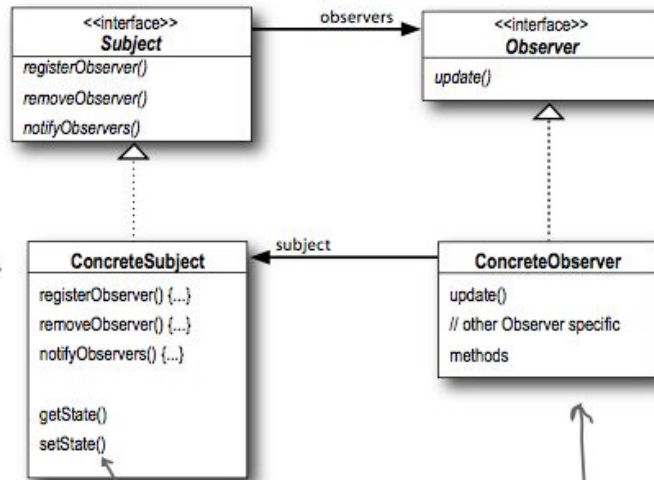 <<interface>>
Subject
registerObserver()
removeObserver()
notifyObservers()
observers
<<interface>>
Observer
update()
ConcreteSubject
registerObserver() {...}
removeObserver() {...}
notifyObservers() {...}
getState()
setState()
subject
ConcreteObserver
update()
// other Observer specific
methods